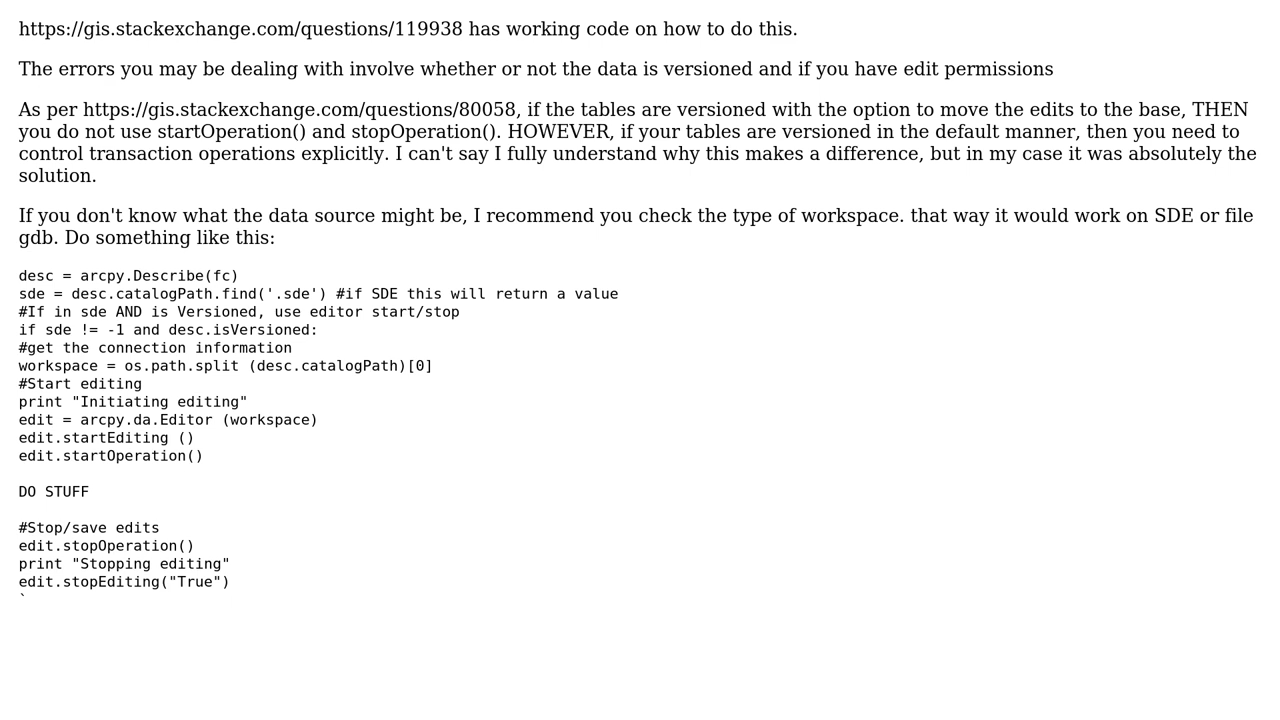 https://gis.stackexchange.com/questions/119938 has working code on how to do this.
The errors you may be dealing with involve whether or not the data is versioned and if you have edit permissions
As per https://gis.stackexchange.com/questions/80058, if the tables are versioned with the option to move the edits to the base, THEN
you do not use startOperation() and stopOperation(). HOWEVER, if your tables are versioned in the default manner, then you need to
control transaction operations explicitly. I can't say I fully understand why this makes a difference, but in my case it was absolutely the
solution.
If you don't know what the data source might be, I recommend you check the type of workspace. that way it would work on SDE or file
gdb. Do something like this:
desc = arcpy.Describe(fc)
sde = desc.catalogPath.find('.sde') #if SDE this will return a value
#If in sde AND is Versioned, use editor start/stop
if sde != -1 and desc.isVersioned:
#get the connection information
workspace = os.path.split (desc.catalogPath)[0]
#Start editing
print "Initiating editing"
edit = arcpy.da.Editor (workspace)
edit.startEditing ()
edit.startOperation()
DO STUFF
#Stop/save edits
edit.stopOperation()
print "Stopping editing"
edit.stopEditing("True")
`